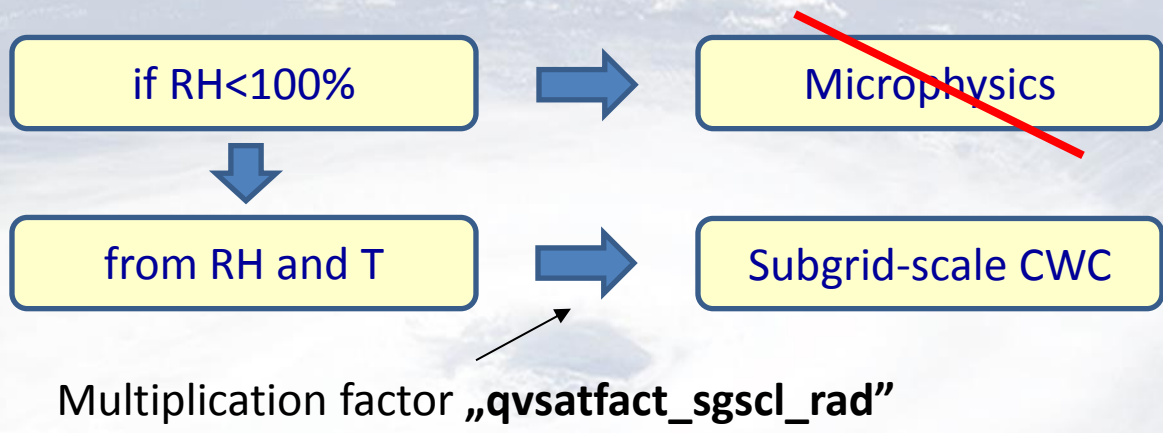 if RH<100%
Microphysics
from RH and T
Subgrid-scale CWC
Multiplication factor „qvsatfact_sgscl_rad”